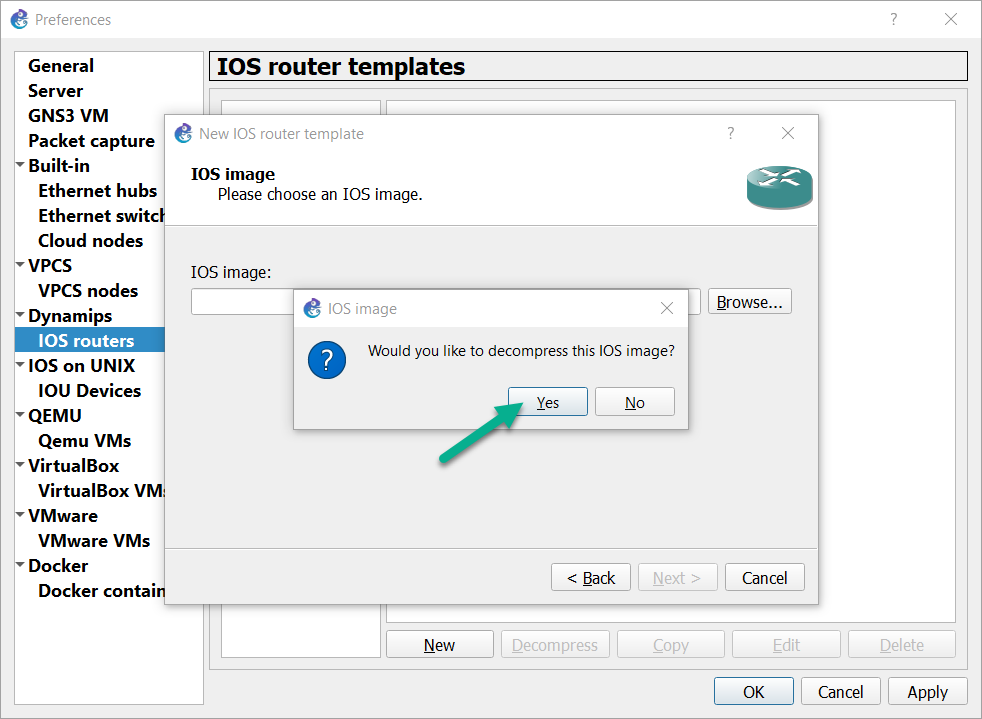 Preferences
?
General
Server
GNS3 VM
Packet capture
Built-in
Ethernet hubs
Ethernet switch
Cloud nodes
VPCS
VPCS nodes
Dynamips
IOS routers
IOS on UNIX
IOU Devices
QEMU
Qemu VMs
VirtualBox
VirtualBox VMs
VMware
VMware VMs
Docker
Docker contain
IOS router templates
New IOS router template
?
IOS image
Please choose an IOS image.
IOS image:
Browse...
IOS image
?
Would you like to decompress this IOS image?
Yes No
< Back Next > Cancel
New Decompress Copy Edit Delete
OK Cancel Apply